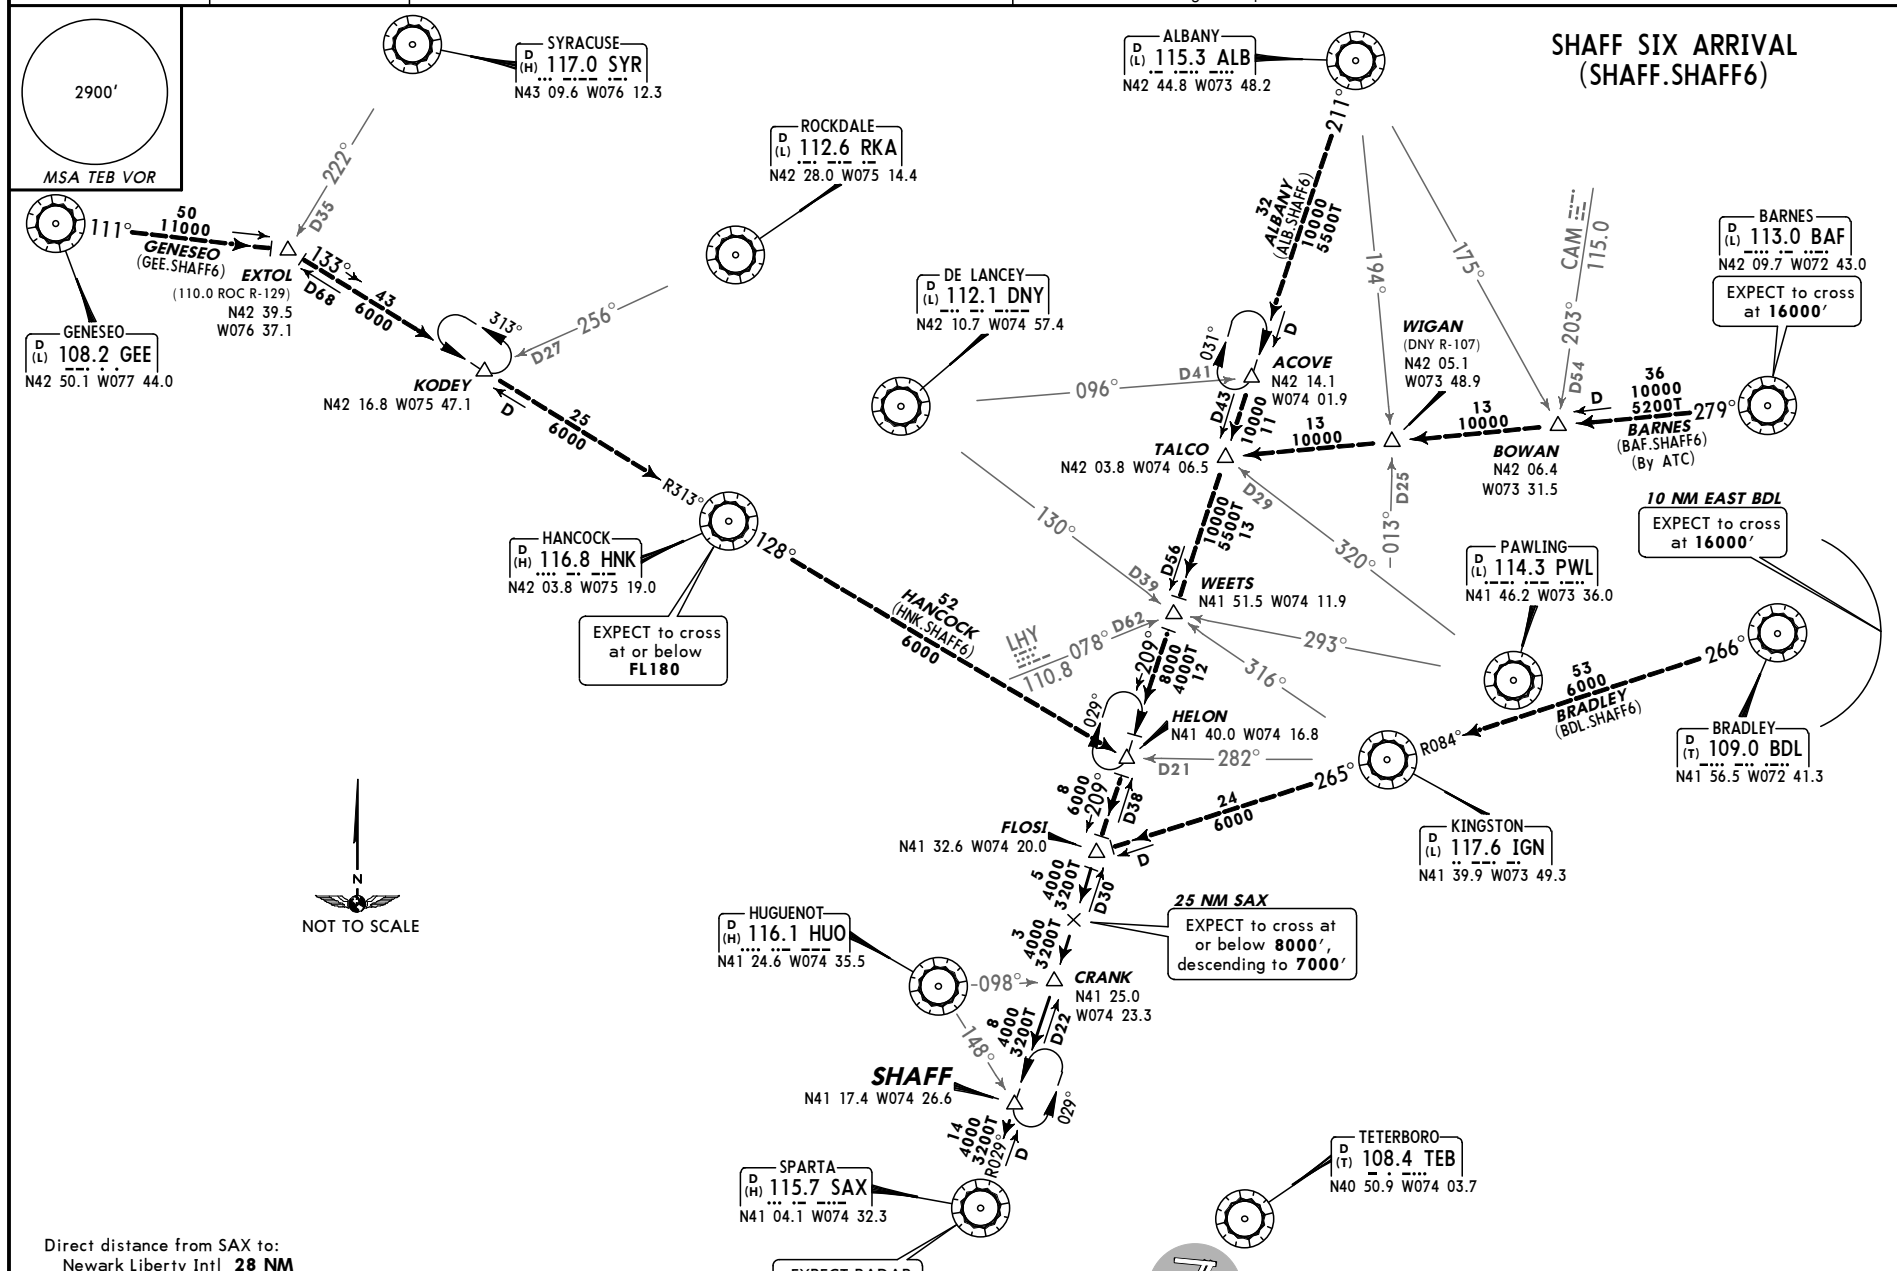 SHAFF SIX ARRIVAL
(SHAFF.SHAFF6)
2900'
MSA TEB VOR
SYRACUSE
D
(H) 117.0 SYR
N43 09.6 W076 12.3
ALBANY
D
(L) 115.3 ALB
N42 44.8 W073 48.2
ROCKDALE
D
(L) 112.6 RKA
N42 28.0 W075 14.4
222°
D35
111°
50
11000
GENESEO
(GEE.SHAFF6)
EXTOL
(110.0 ROC R-129)
N42 39.5
W076 37.1
133°
D68
43
6000
GENESEO
D
(L) 108.2 GEE
N42 50.1 W077 44.0
313°
256°
D27
KODEY
N42 16.8 W075 47.1
D
25
6000
R313°
HANCOCK
D
(H) 116.8 HNK
N42 03.8 W075 19.0
EXPECT to cross
at or below
FL180
128°
52
HANCOCK
(HNK.SHAFF6)
6000
DE LANCEY
D
(L) 112.1 DNY
N42 10.7 W074 57.4
211°
32
ALBANY
(ALB.SHAFF6)
10000
5500T
D
031°
096°
D41
ACOVE
N42 14.1
W074 01.9
D43
10000
11
TALCO
N42 03.8 W074 06.5
194°
175°
CAM
115.0
203°
D54
WIGAN
(DNY R-107)
N42 05.1
W073 48.9
13
10000
13
10000
BOWAN
N42 06.4
W073 31.5
BARNES
D
(L) 113.0 BAF
N42 09.7 W072 43.0
EXPECT to cross
at 16000'
36
10000
5200T
279°
D
BARNES
(BAF.SHAFF6)
(By ATC)
10 NM EAST BDL
EXPECT to cross
at 16000'
D29
320°
013°
D25
130°
D39
D56
10000
5500T
13
WEETS
N41 51.5 W074 11.9
PAWLING
D
(L) 114.3 PWL
N41 46.2 W073 36.0
LHY
110.8
078°
D62
293°
316°
209°
8000
4000T
12
029°
HELON
N41 40.0 W074 16.8
282°
D21
266°
53
6000
BRADLEY
(BDL.SHAFF6)
R084°
BRADLEY
D
(T) 109.0 BDL
N41 56.5 W072 41.3
265°
24
6000
D
KINGSTON
D
(L) 117.6 IGN
N41 39.9 W073 49.3
8
6000
209°
D38
FLOSI
N41 32.6 W074 20.0
5
4000
3200T
D30
25 NM SAX
EXPECT to cross at
or below 8000',
descending to 7000'
N
NOT TO SCALE
HUGUENOT
D
(H) 116.1 HUO
N41 24.6 W074 35.5
3
4000
3200T
098°
CRANK
N41 25.0
W074 23.3
148°
8
4000
3200T
D22
SHAFF
N41 17.4 W074 26.6
029°
14
4000
3200T
R029°
D
SPARTA
D
(H) 115.7 SAX
N41 04.1 W074 32.3
TETERBORO
D
(T) 108.4 TEB
N40 50.9 W074 03.7
Direct distance from SAX to:
Newark Liberty Intl 28 NM
EXPECT RADAR